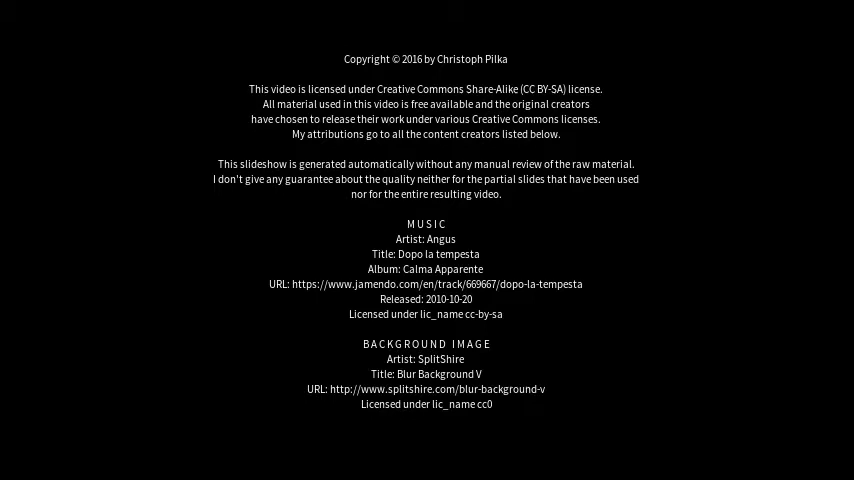 Copyright © 2016 by Christoph Pilka
This video is licensed under Creative Commons Share-Alike (CC BY-SA) license.
All material used in this video is free available and the original creators
have chosen to release their work under various Creative Commons licenses.
My attributions go to all the content creators listed below.
This slideshow is generated automatically without any manual review of the raw material.
I don't give any guarantee about the quality neither for the partial slides that have been used
nor for the entire resulting video.
MUSIC
Artist: Angus
Title: Dopo la tempesta
Album: Calma Apparente
URL: https://www.jamendo.com/en/track/669667/dopo-la-tempesta
Released: 2010-10-20
Licensed under lic_name cc-by-sa
BACKGROUND IMAGE
Artist: SplitShire
Title: Blur Background V
URL: http://www.splitshire.com/blur-background-v
Licensed under lic_name cc0